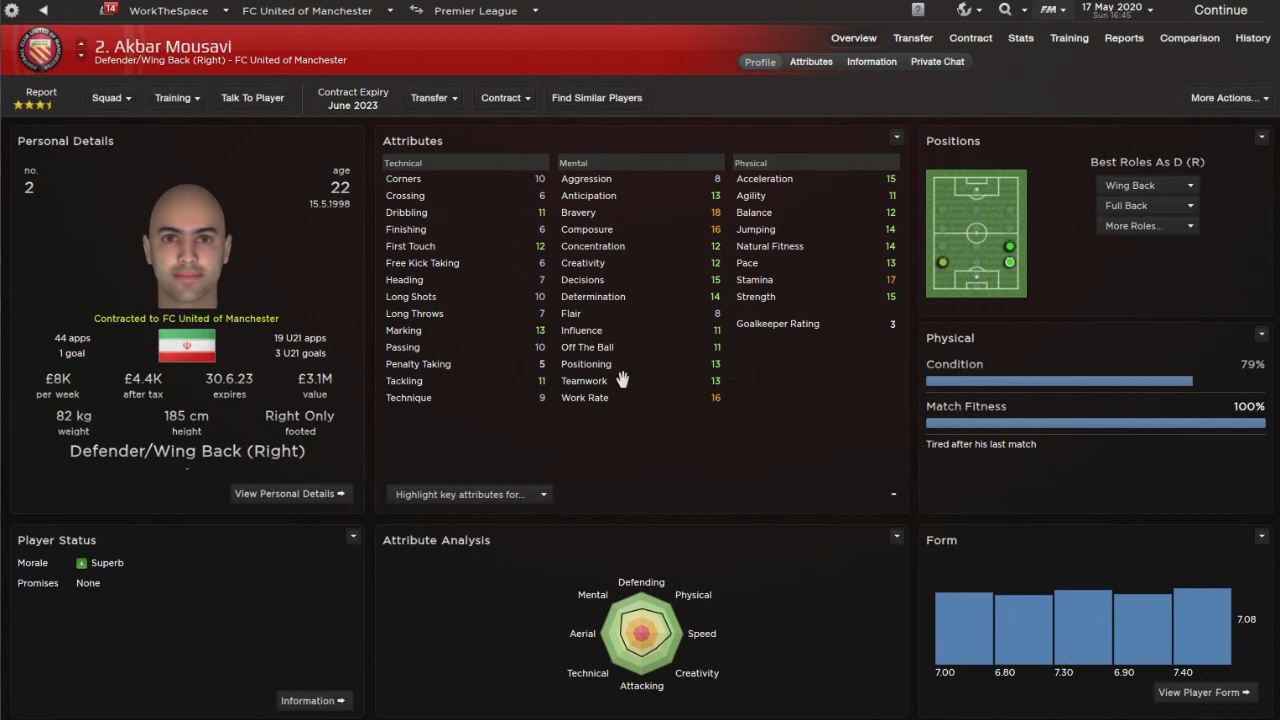 14 WorkTheSpace FC United of Manchester Premier League ? FM 17 May 2020 Sun 16:45 Continue
2. Akbar Mousavi
Defender/Wing Back (Right) - FC United of Manchester
Overview Transfer Contract Stats Training Reports Comparison History
Profile Attributes Information Private Chat
Report Squad Training Talk To Player Contract Expiry June 2023 Transfer Contract Find Similar Players More Actions...
Personal Details
no. 2
age 22
15.5.1998
Contracted to FC United of Manchester
44 apps 19 U21 apps
1 goal 3 U21 goals
£8K £4.4K 30.6.23 £3.1M
per week after tax expires value
82 kg 185 cm Right Only
weight height footed
Defender/Wing Back (Right)
-
View Personal Details
Attributes
Technical
Corners 10
Crossing 6
Dribbling 11
Finishing 6
First Touch 12
Free Kick Taking 6
Heading 7
Long Shots 10
Long Throws 7
Marking 13
Passing 10
Penalty Taking 5
Tackling 11
Technique 9
Mental
Aggression 8
Anticipation 13
Bravery 18
Composure 16
Concentration 12
Creativity 12
Decisions 15
Determination 14
Flair 8
Influence 11
Off The Ball 11
Positioning 13
Teamwork 13
Work Rate 16
Physical
Acceleration 15
Agility 11
Balance 12
Jumping 14
Natural Fitness 14
Pace 13
Stamina 17
Strength 15
Goalkeeper Rating 3
Highlight key attributes for... -
Positions
Best Roles As D (R)
Wing Back
Full Back
More Roles...
Physical
Condition 79%
Match Fitness 100%
Tired after his last match
Player Status
Morale Superb
Promises None
Information
Attribute Analysis
Defending
Mental Physical
Aerial Speed
Technical Creativity
Attacking
Form
7.08
7.00 6.80 7.30 6.90 7.40
View Player Form